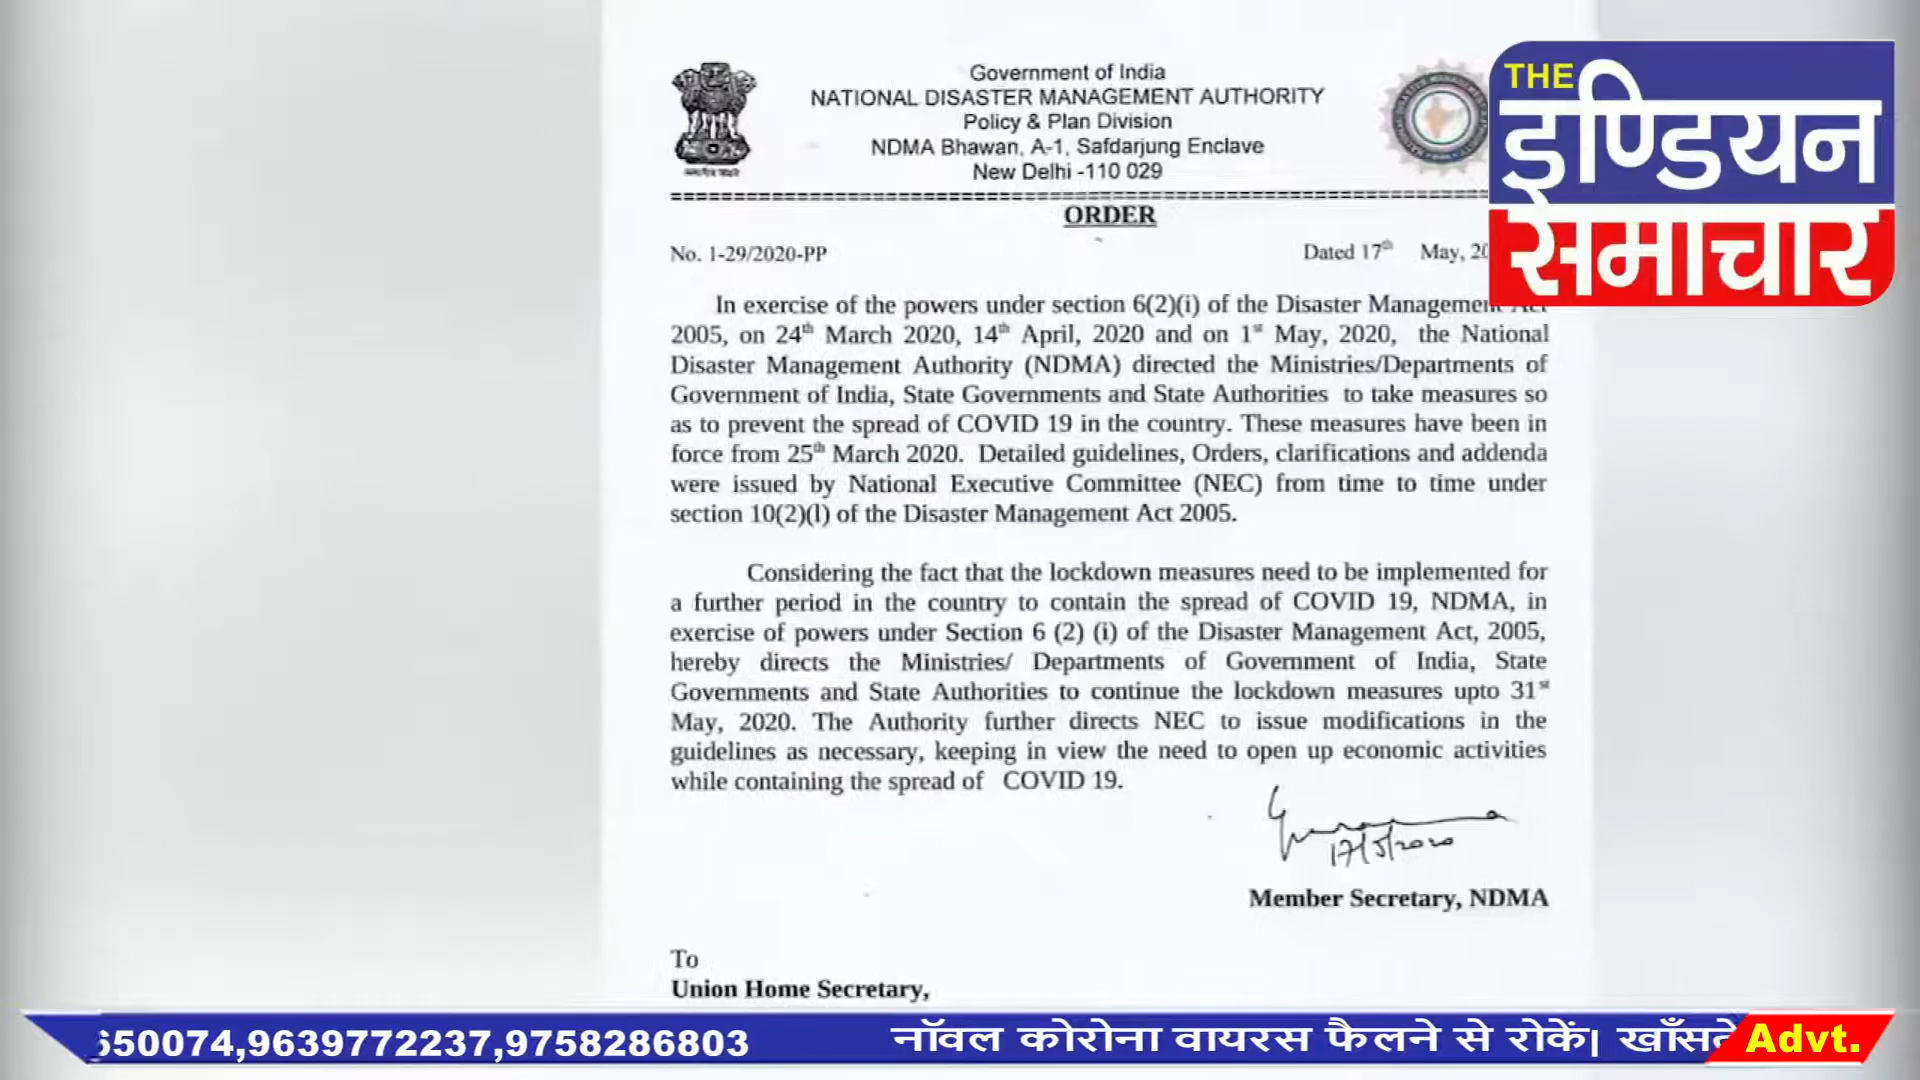 Government of India
NATIONAL DISASTER MANAGEMENT AUTHORITY
Policy & Plan Division
NDMA Bhawan, A-1, Safdarjung Enclave
New Delhi -110 029
THE
इण्डियन
समाचार
ORDER
No. 1-29/2020-PP
Dated 17th May,
In exercise of the powers under section 6(2)(i) of the Disaster Management Act
2005, on 24th March 2020, 14th April, 2020 and on 1st May, 2020, the National
Disaster Management Authority (NDMA) directed the Ministries/Departments of
Government of India, State Governments and State Authorities to take measures so
as to prevent the spread of COVID 19 in the country. These measures have been in
force from 25th March 2020. Detailed guidelines, Orders, clarifications and addenda
were issued by National Executive Committee (NEC) from time to time under
section 10(2)(l) of the Disaster Management Act 2005.
Considering the fact that the lockdown measures need to be implemented for
a further period in the country to contain the spread of COVID 19, NDMA, in
exercise of powers under Section 6 (2) (i) of the Disaster Management Act, 2005,
hereby directs the Ministries/ Departments of Government of India, State
Governments and State Authorities to continue the lockdown measures upto 31st
May, 2020. The Authority further directs NEC to issue modifications in the
guidelines as necessary, keeping in view the need to open up economic activities
while containing the spread of COVID 19.
17/5/2020
Member Secretary, NDMA
To
Union Home Secretary,
650074,9639772237,9758286803 नॉवल कोरोना वायरस फैलने से रोकें। खाँसते
Advt.